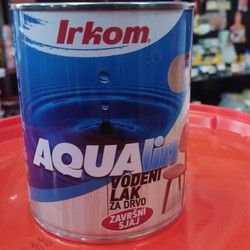 Irkom
AQUAlin
VODENI
LAK
ZA DRVO
ZAVRŠNI
SJAJ